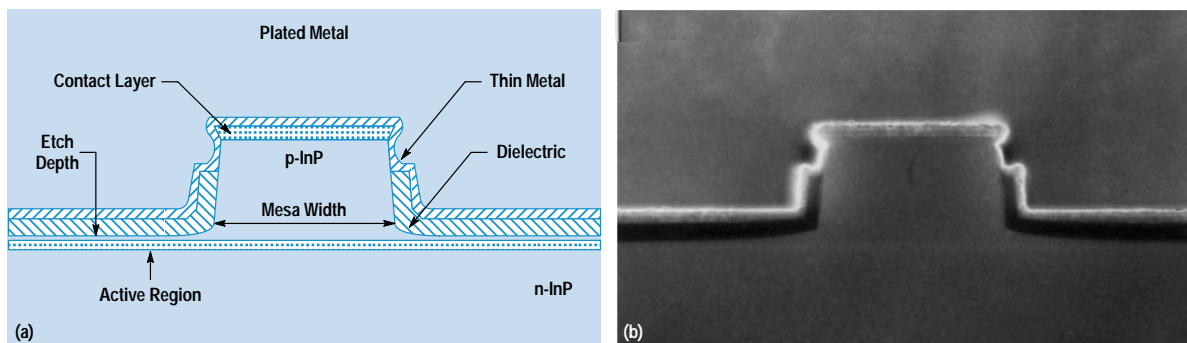 Plated Metal
Contact Layer
Thin Metal
Etch
Depth
p-InP
Dielectric
Mesa Width
Active Region
n-InP
(a)
(b)